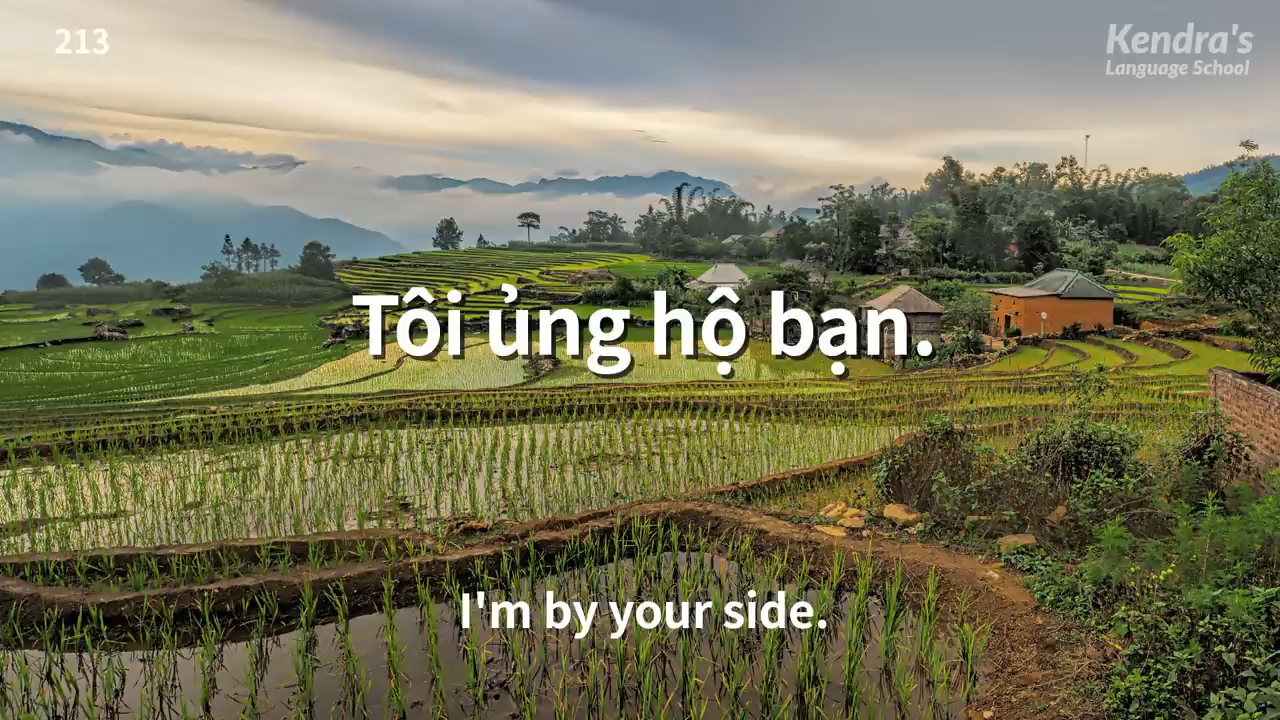 213
Kendra's
Language School
Tôi ủng hộ bạn.
I'm by your side.